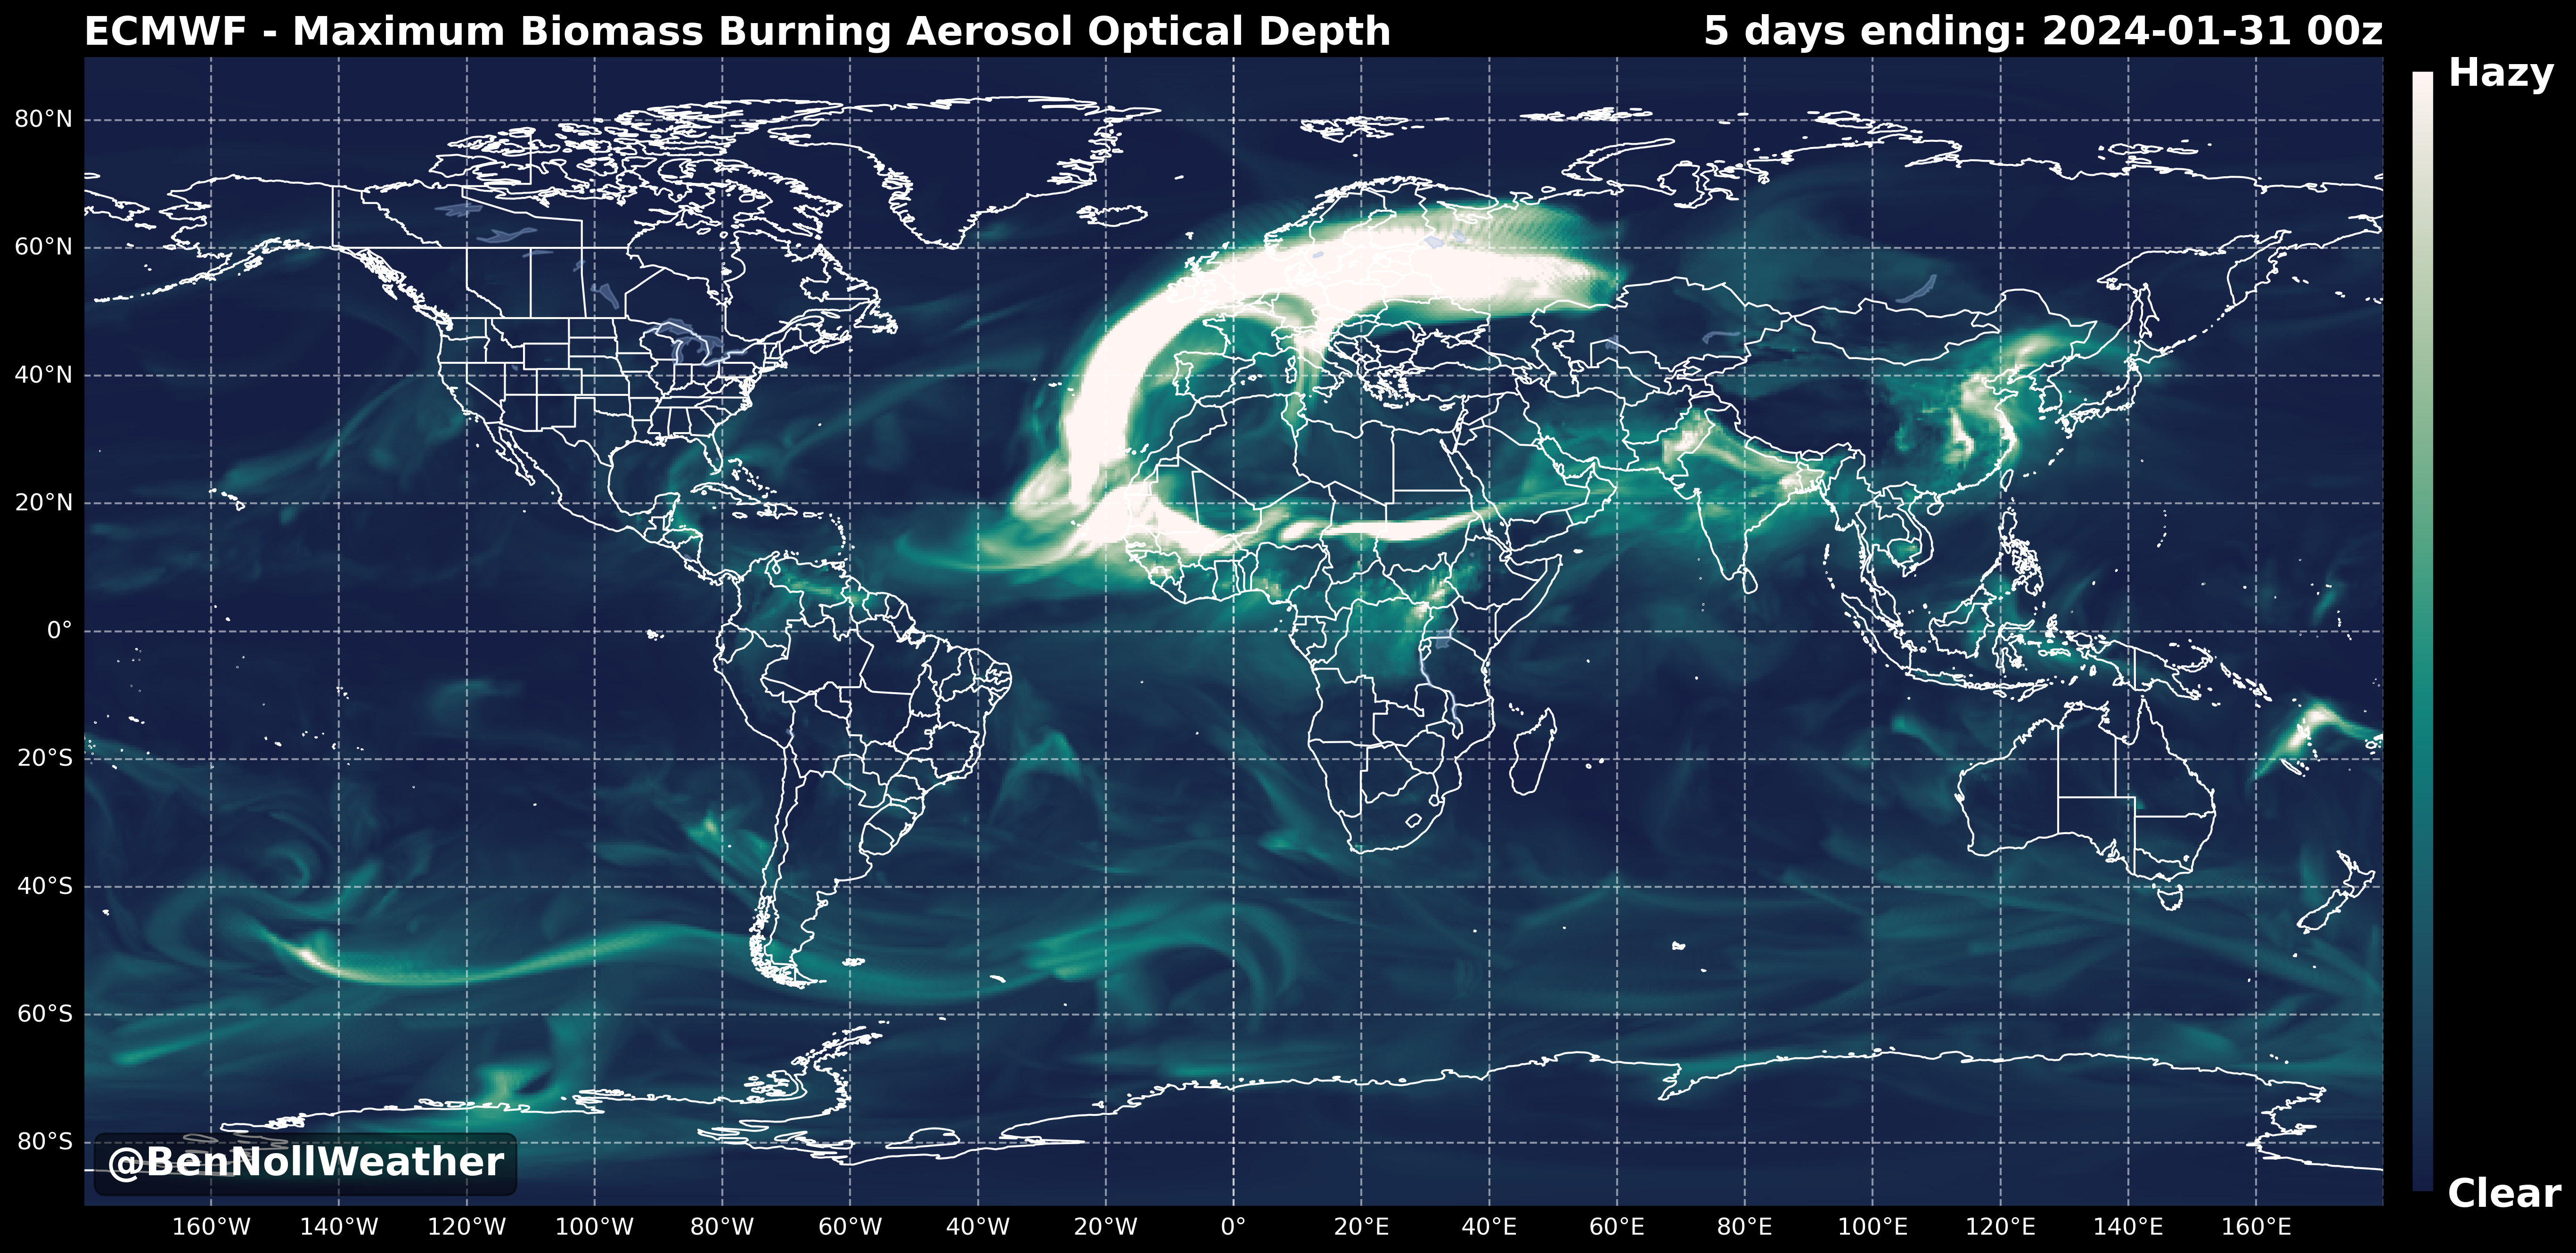 ECMWF - Maximum Biomass Burning Aerosol Optical Depth
5 days ending: 2024-01-31 00z
Hazy
80°N
60°N
40°N
20°N
0°
20°S
40°S
60°S
80°S
@BenNollWeather
Clear
160°W 140°W 120°W 100°W 80°W 60°W 40°W 20°W 0° 20°E 40°E 60°E 80°E 100°E 120°E 140°E 160°E